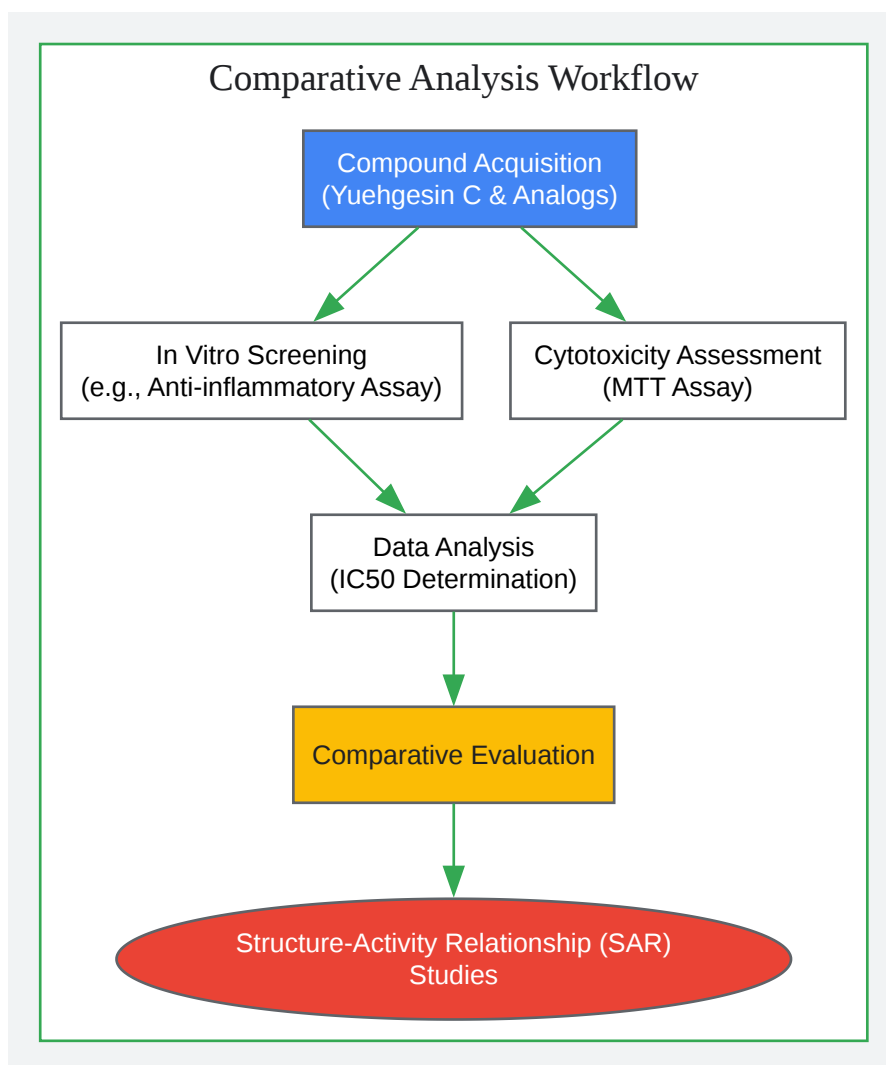 Comparative Analysis Workflow
Compound Acquisition
(Yuehgesin C & Analogs)
In Vitro Screening
(e.g., Anti-inflammatory Assay)
Cytotoxicity Assessment
(MTT Assay)
Data Analysis
(IC50 Determination)
Comparative Evaluation
Structure-Activity Relationship (SAR)
Studies